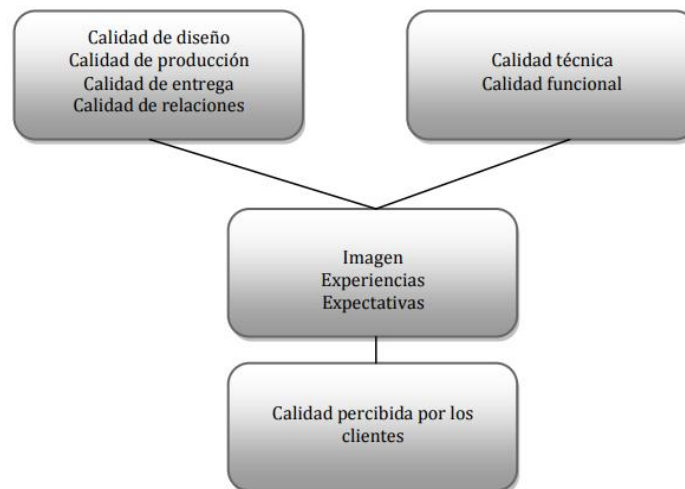 Calidad de diseño
Calidad de producción
Calidad de entrega
Calidad de relaciones
Calidad técnica
Calidad funcional
Imagen
Experiencias
Expectativas
Calidad percibida por los
clientes